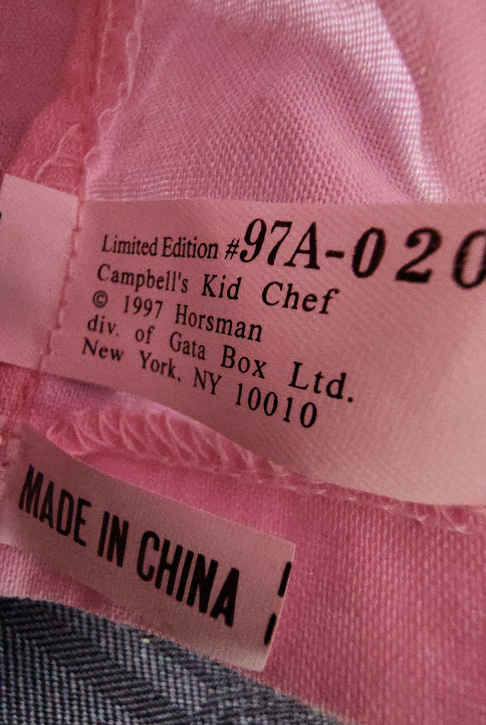 Limited Edition #97A-020
Campbell's Kid Chef
© 1997 Horsman
div. of Gata Box Ltd.
New York, NY 10010
MADE IN CHINA